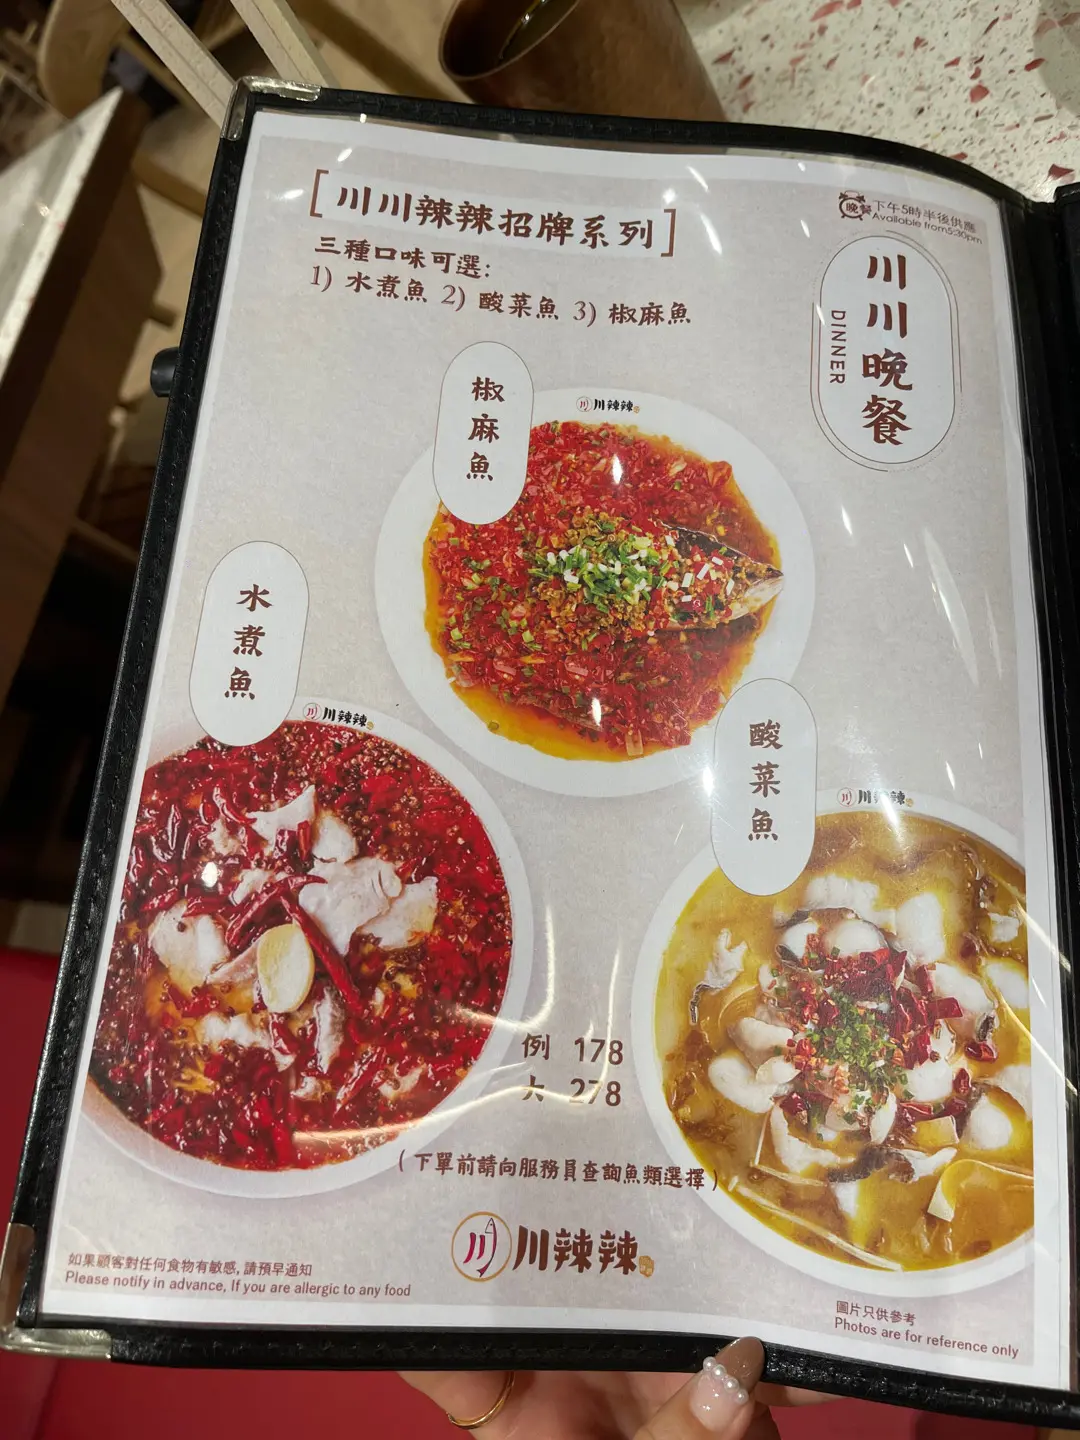 [川川辣辣招牌系列]
三種口味可選:
1) 水煮魚 2) 酸菜魚 3) 椒麻魚
晚餐 下午5時半後供應
Available from5:30pm
川川晚餐
DINNER
椒麻魚
川辣辣
水煮魚
川辣辣
酸菜魚
川辣辣
例 178
大 278
(下單前請向服務員查詢魚類選擇)
川辣辣
如果顧客對任何食物有敏感,請預早通知
Please notify in advance, If you are allergic to any food
圖片只供參考
Photos are for reference only